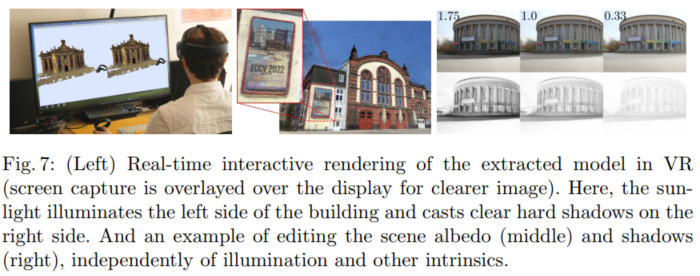 1.75
1.0
0.33
ECCV 2022
Fig. 7: (Left) Real-time interactive rendering of the extracted model in VR
(screen capture is overlayed over the display for clearer image). Here, the sun-
light illuminates the left side of the building and casts clear hard shadows on the
right side. And an example of editing the scene albedo (middle) and shadows
(right), independently of illumination and other intrinsics.